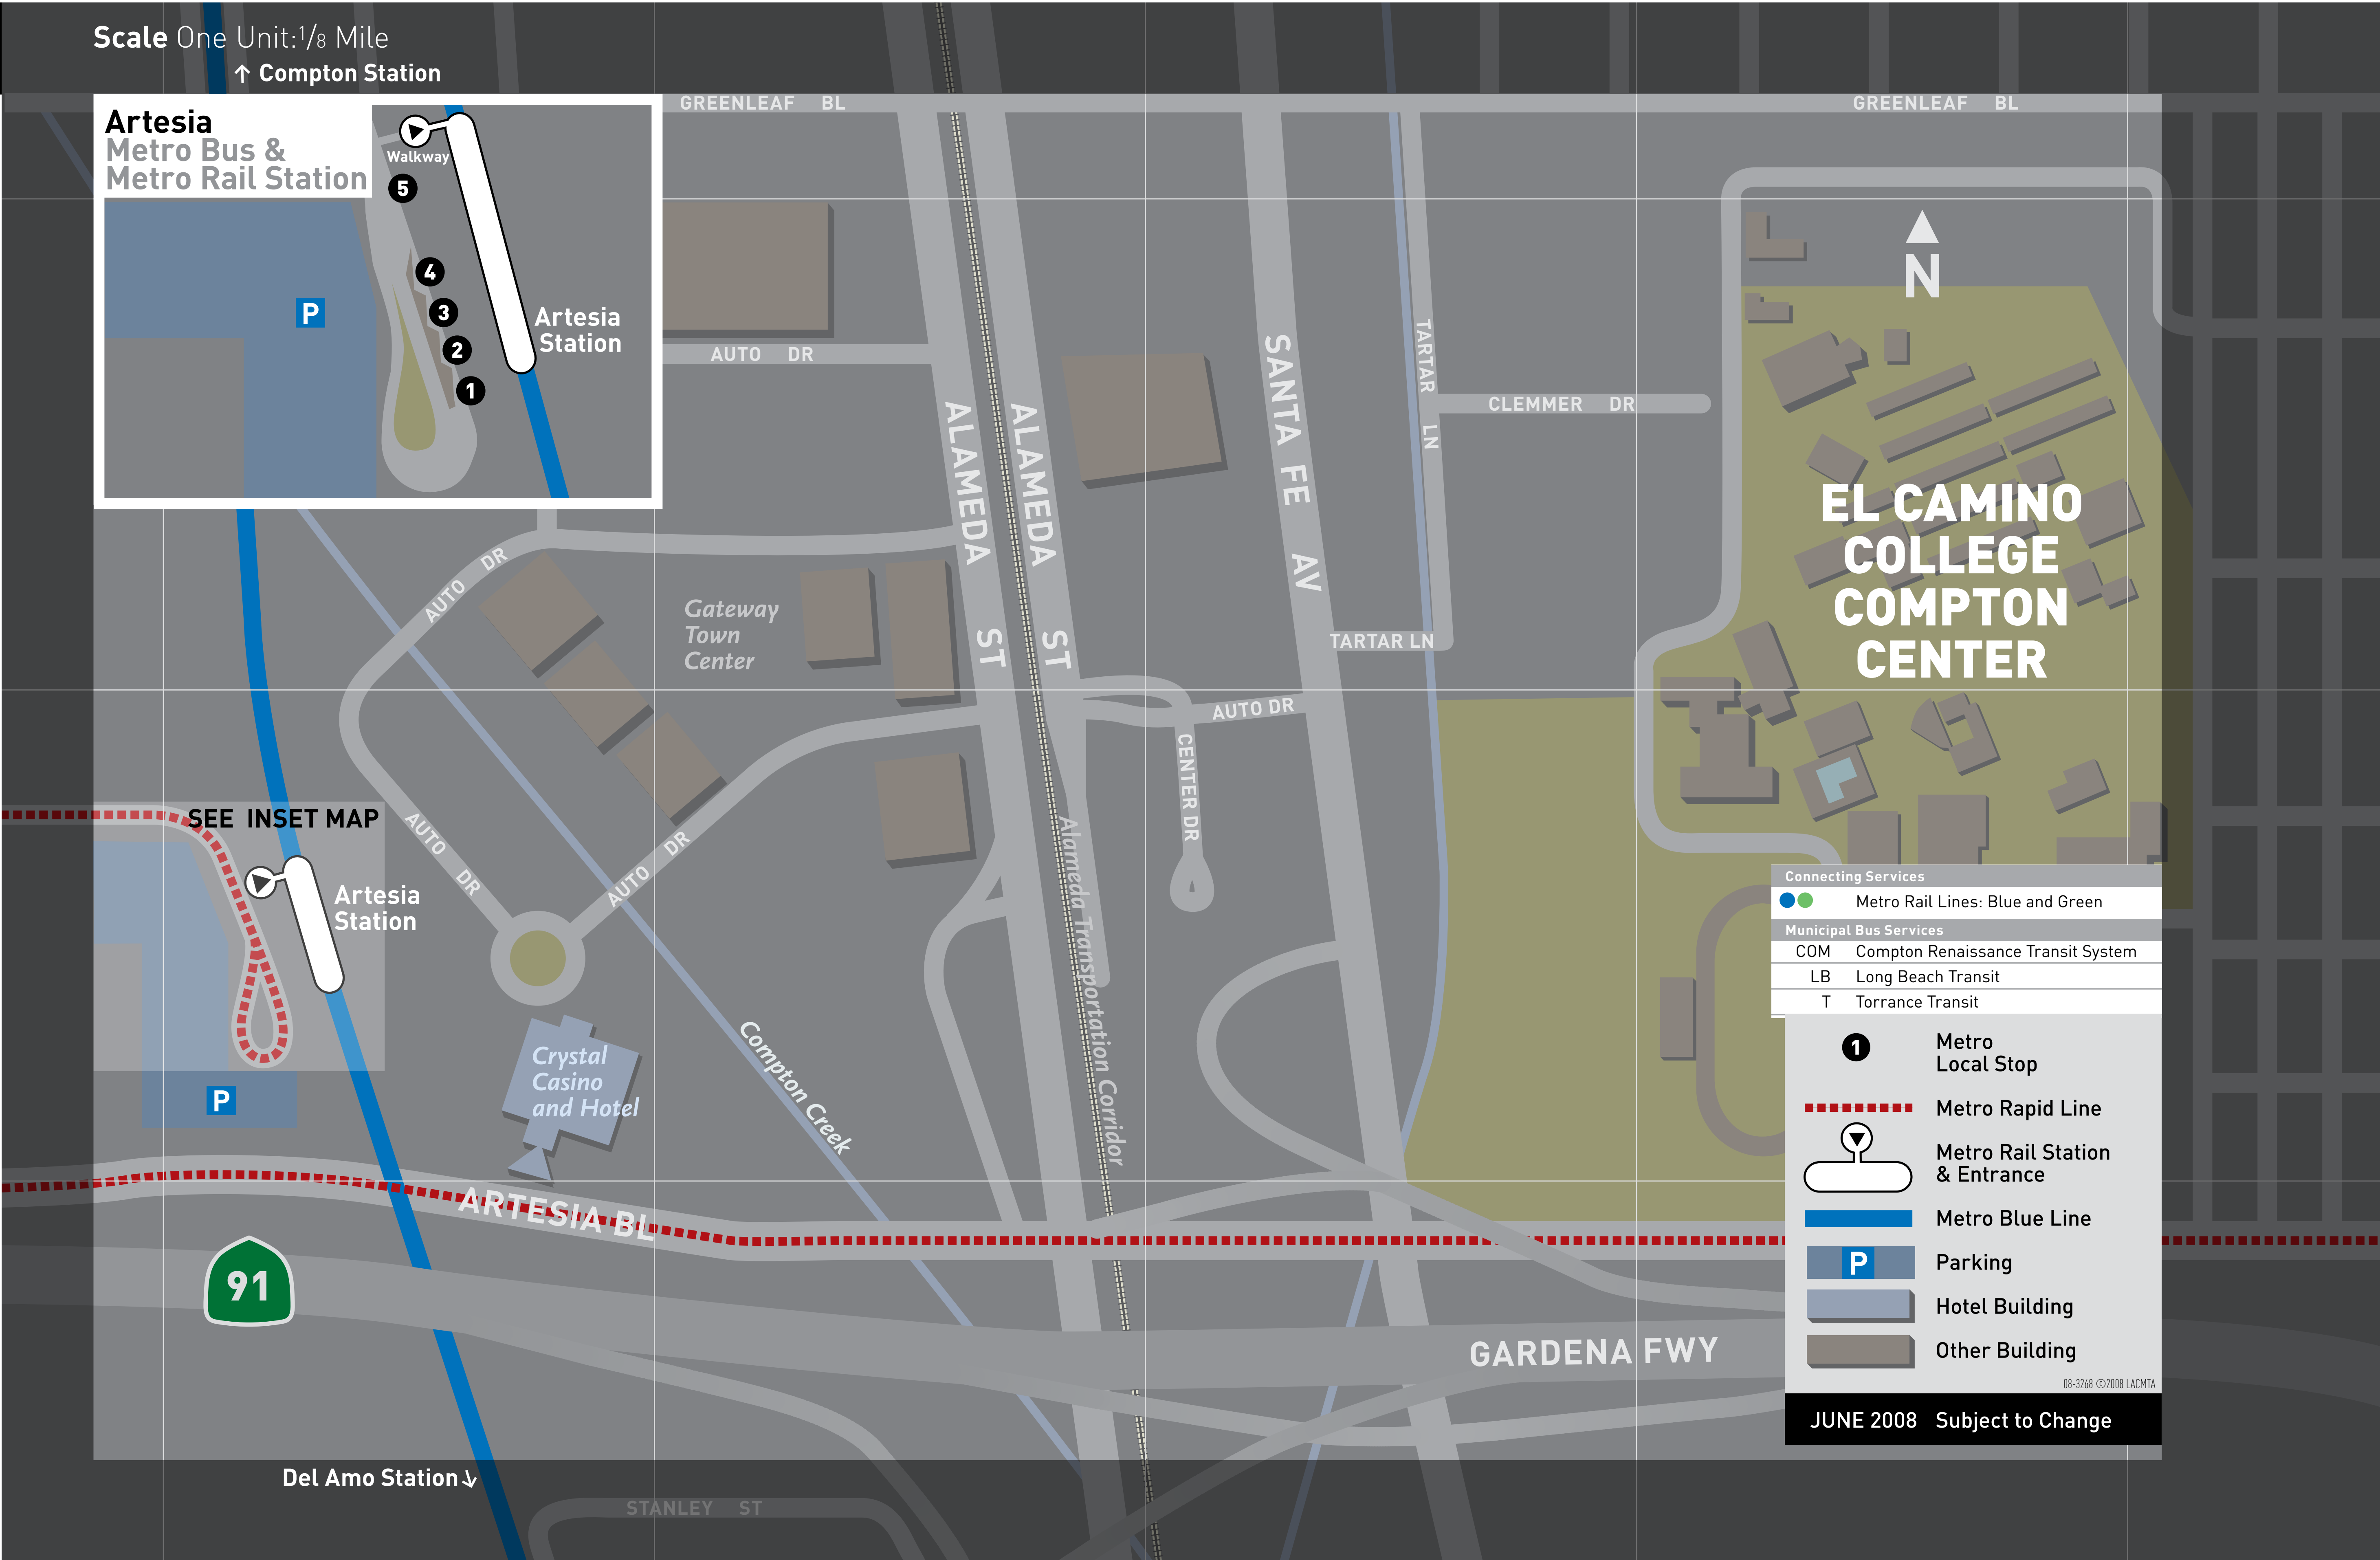 Scale One Unit:1/8 Mile
↑ Compton Station
Artesia
Metro Bus &
Metro Rail Station
Walkway
5
4
3
2
1
P
Artesia
Station
GREENLEAF BL
GREENLEAF BL
AUTO DR
ALAMEDA ST
ALAMEDA ST
SANTA FE AV
TARTAR LN
CLEMMER DR
TARTAR LN
N
EL CAMINO
COLLEGE
COMPTON
CENTER
AUTO DR
Gateway
Town
Center
AUTO DR
CENTER DR
SEE INSET MAP
AUTO DR
AUTO DR
Artesia
Station
Alameda Transportation Corridor
Crystal
Casino
and Hotel
Compton Creek
P
ARTESIA BL
91
GARDENA FWY
Del Amo Station↓
STANLEY ST
Connecting Services
Metro Rail Lines: Blue and Green
Municipal Bus Services
COM Compton Renaissance Transit System
LB Long Beach Transit
T Torrance Transit
1 Metro
Local Stop
Metro Rapid Line
Metro Rail Station
& Entrance
Metro Blue Line
P Parking
Hotel Building
Other Building
08-3268 ©2008 LACMTA
JUNE 2008 Subject to Change